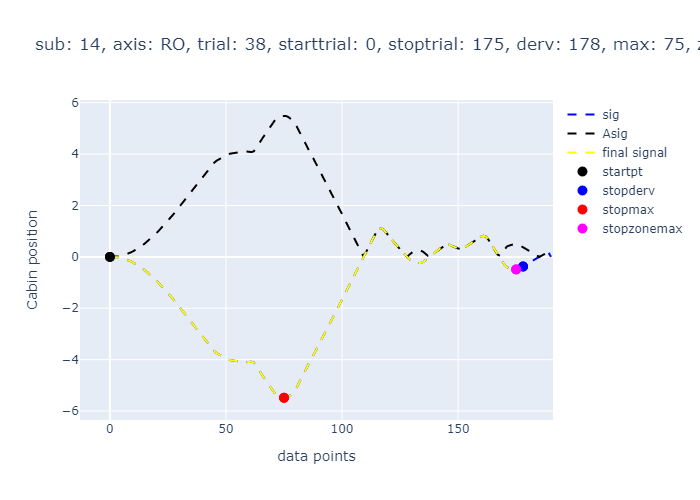 sub: 14, axis: RO, trial: 38, starttrial: 0, stoptrial: 175, derv: 178, max: 75,
sig
Asig
final signal
startpt
stopderv
stopmax
stopzonemax
Cabin position
6
4
2
0
−2
−4
−6
0
50
100
150
data points